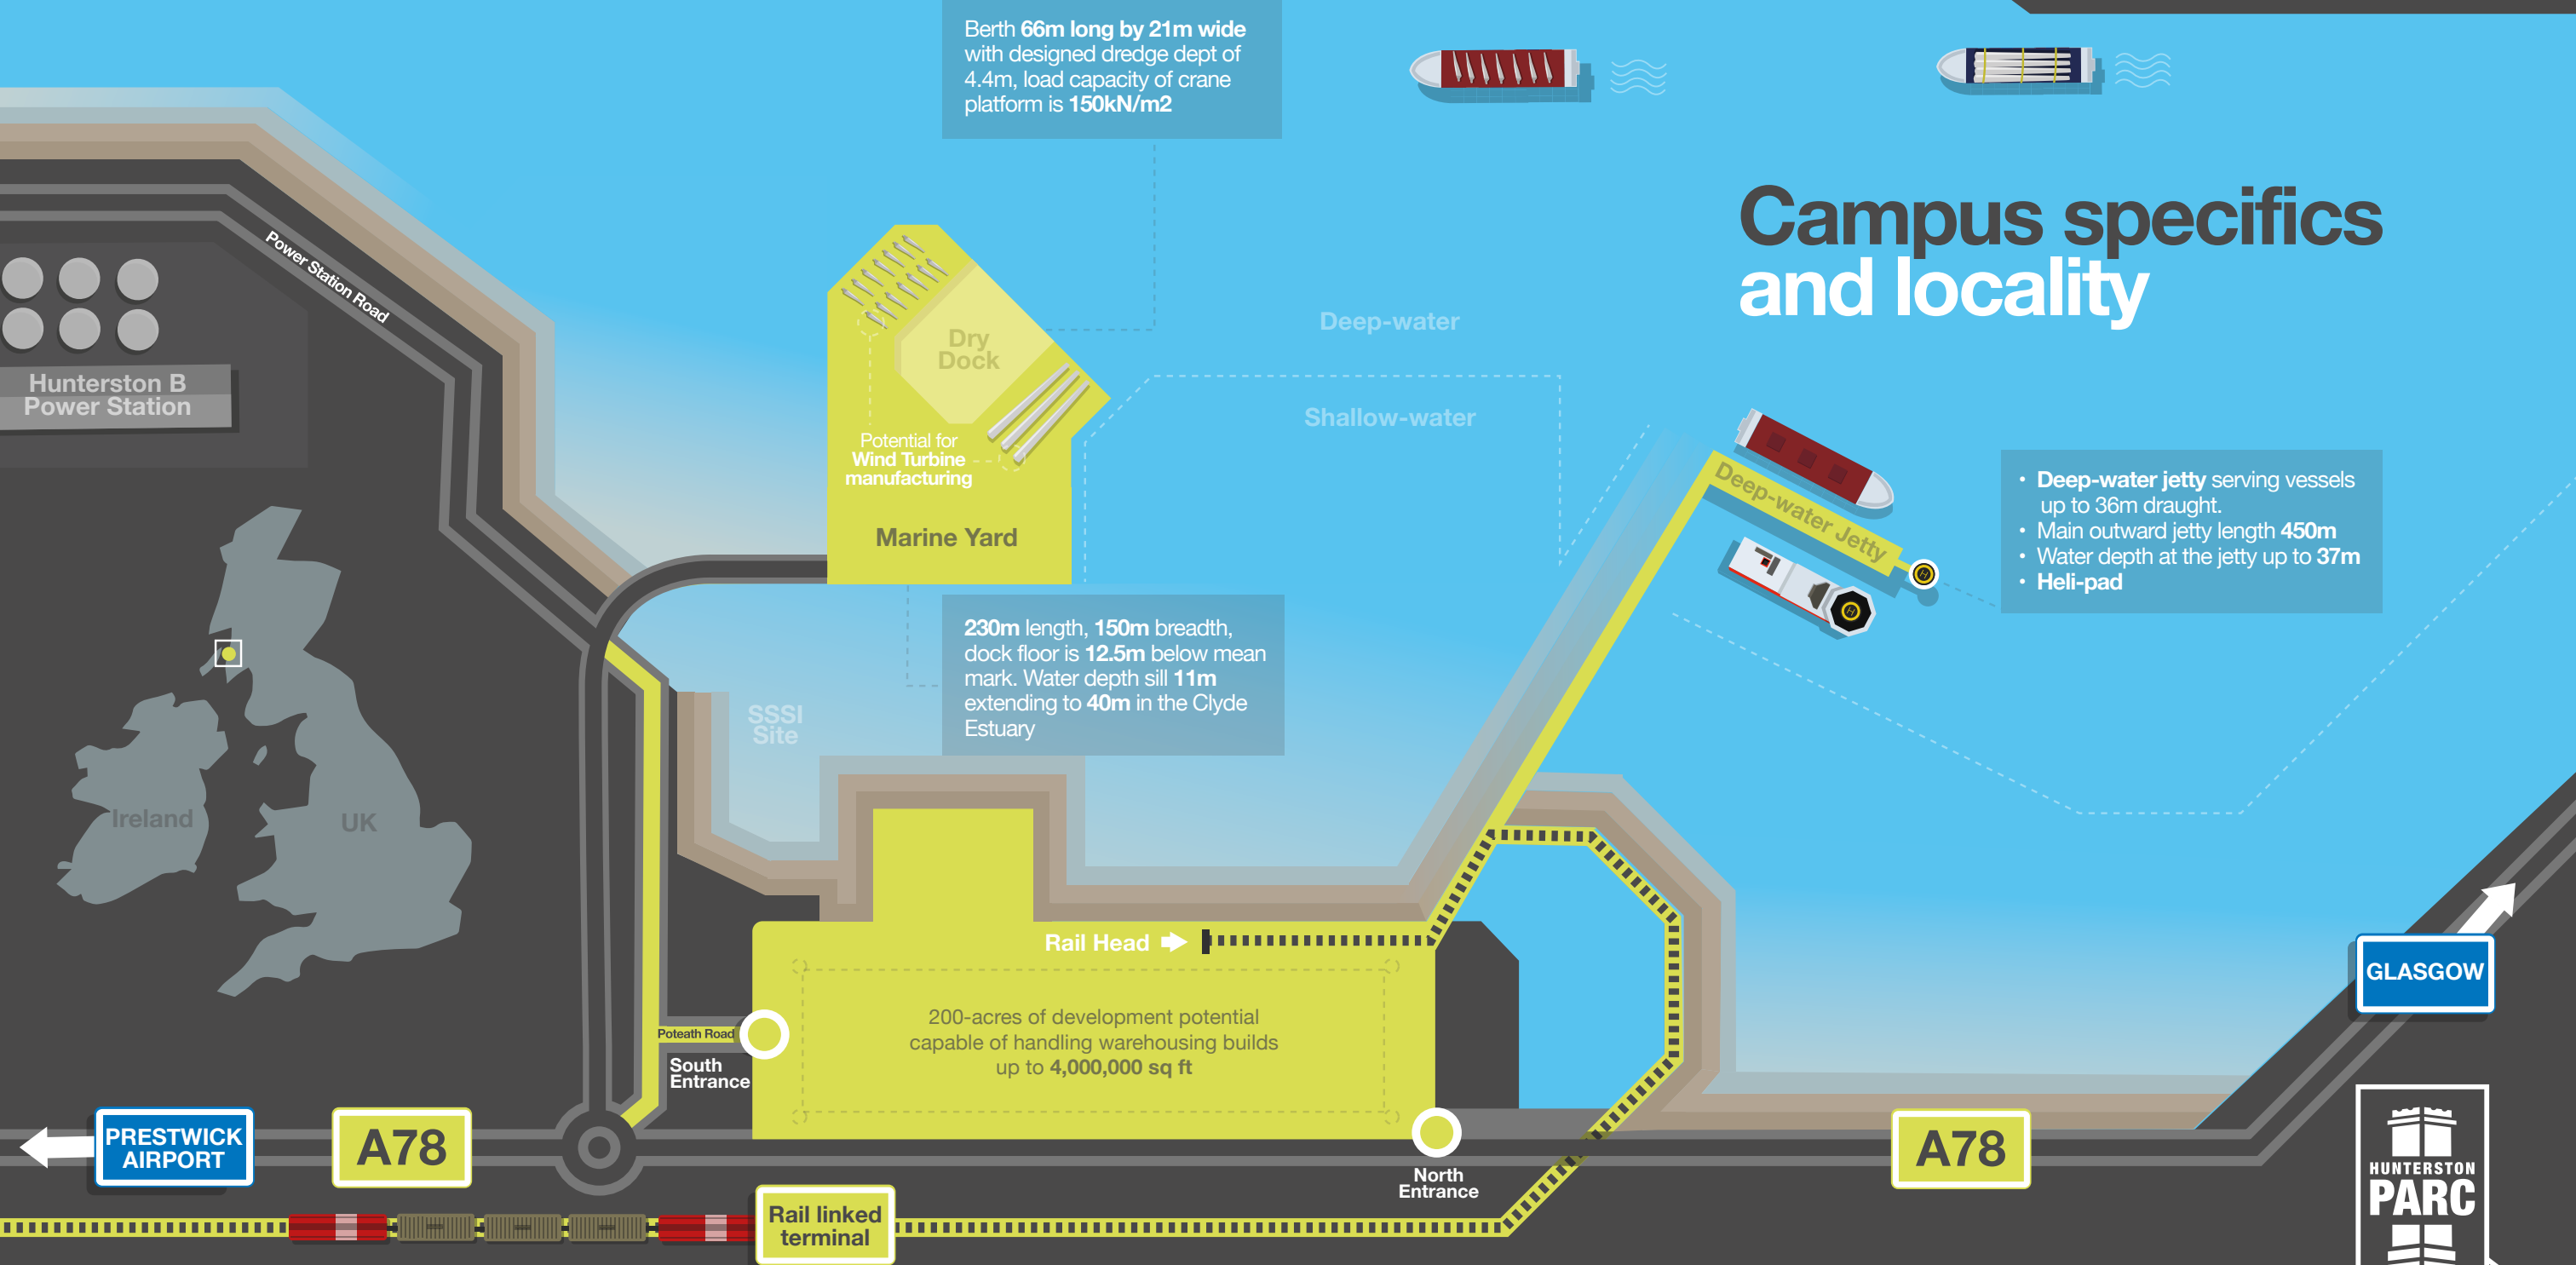 Berth 66m long by 21m wide
with designed dredge dept of
4.4m, load capacity of crane
platform is 150kN/m2
Campus specifics
and locality
Power Station Road
Hunterston B
Power Station
Dry
Dock
Potential for
Wind Turbine
manufacturing
Marine Yard
Deep-water
Shallow-water
Deep-water Jetty
H
H
• Deep-water jetty serving vessels
up to 36m draught.
• Main outward jetty length 450m
• Water depth at the jetty up to 37m
• Heli-pad
230m length, 150m breadth,
dock floor is 12.5m below mean
mark. Water depth sill 11m
extending to 40m in the Clyde
Estuary
SSSI
Site
Ireland
UK
Rail Head
200-acres of development potential
capable of handling warehousing builds
up to 4,000,000 sq ft
Poteath Road
South
Entrance
GLASGOW
PRESTWICK
AIRPORT
A78
North
Entrance
A78
Rail linked
terminal
HUNTERSTON
PARC